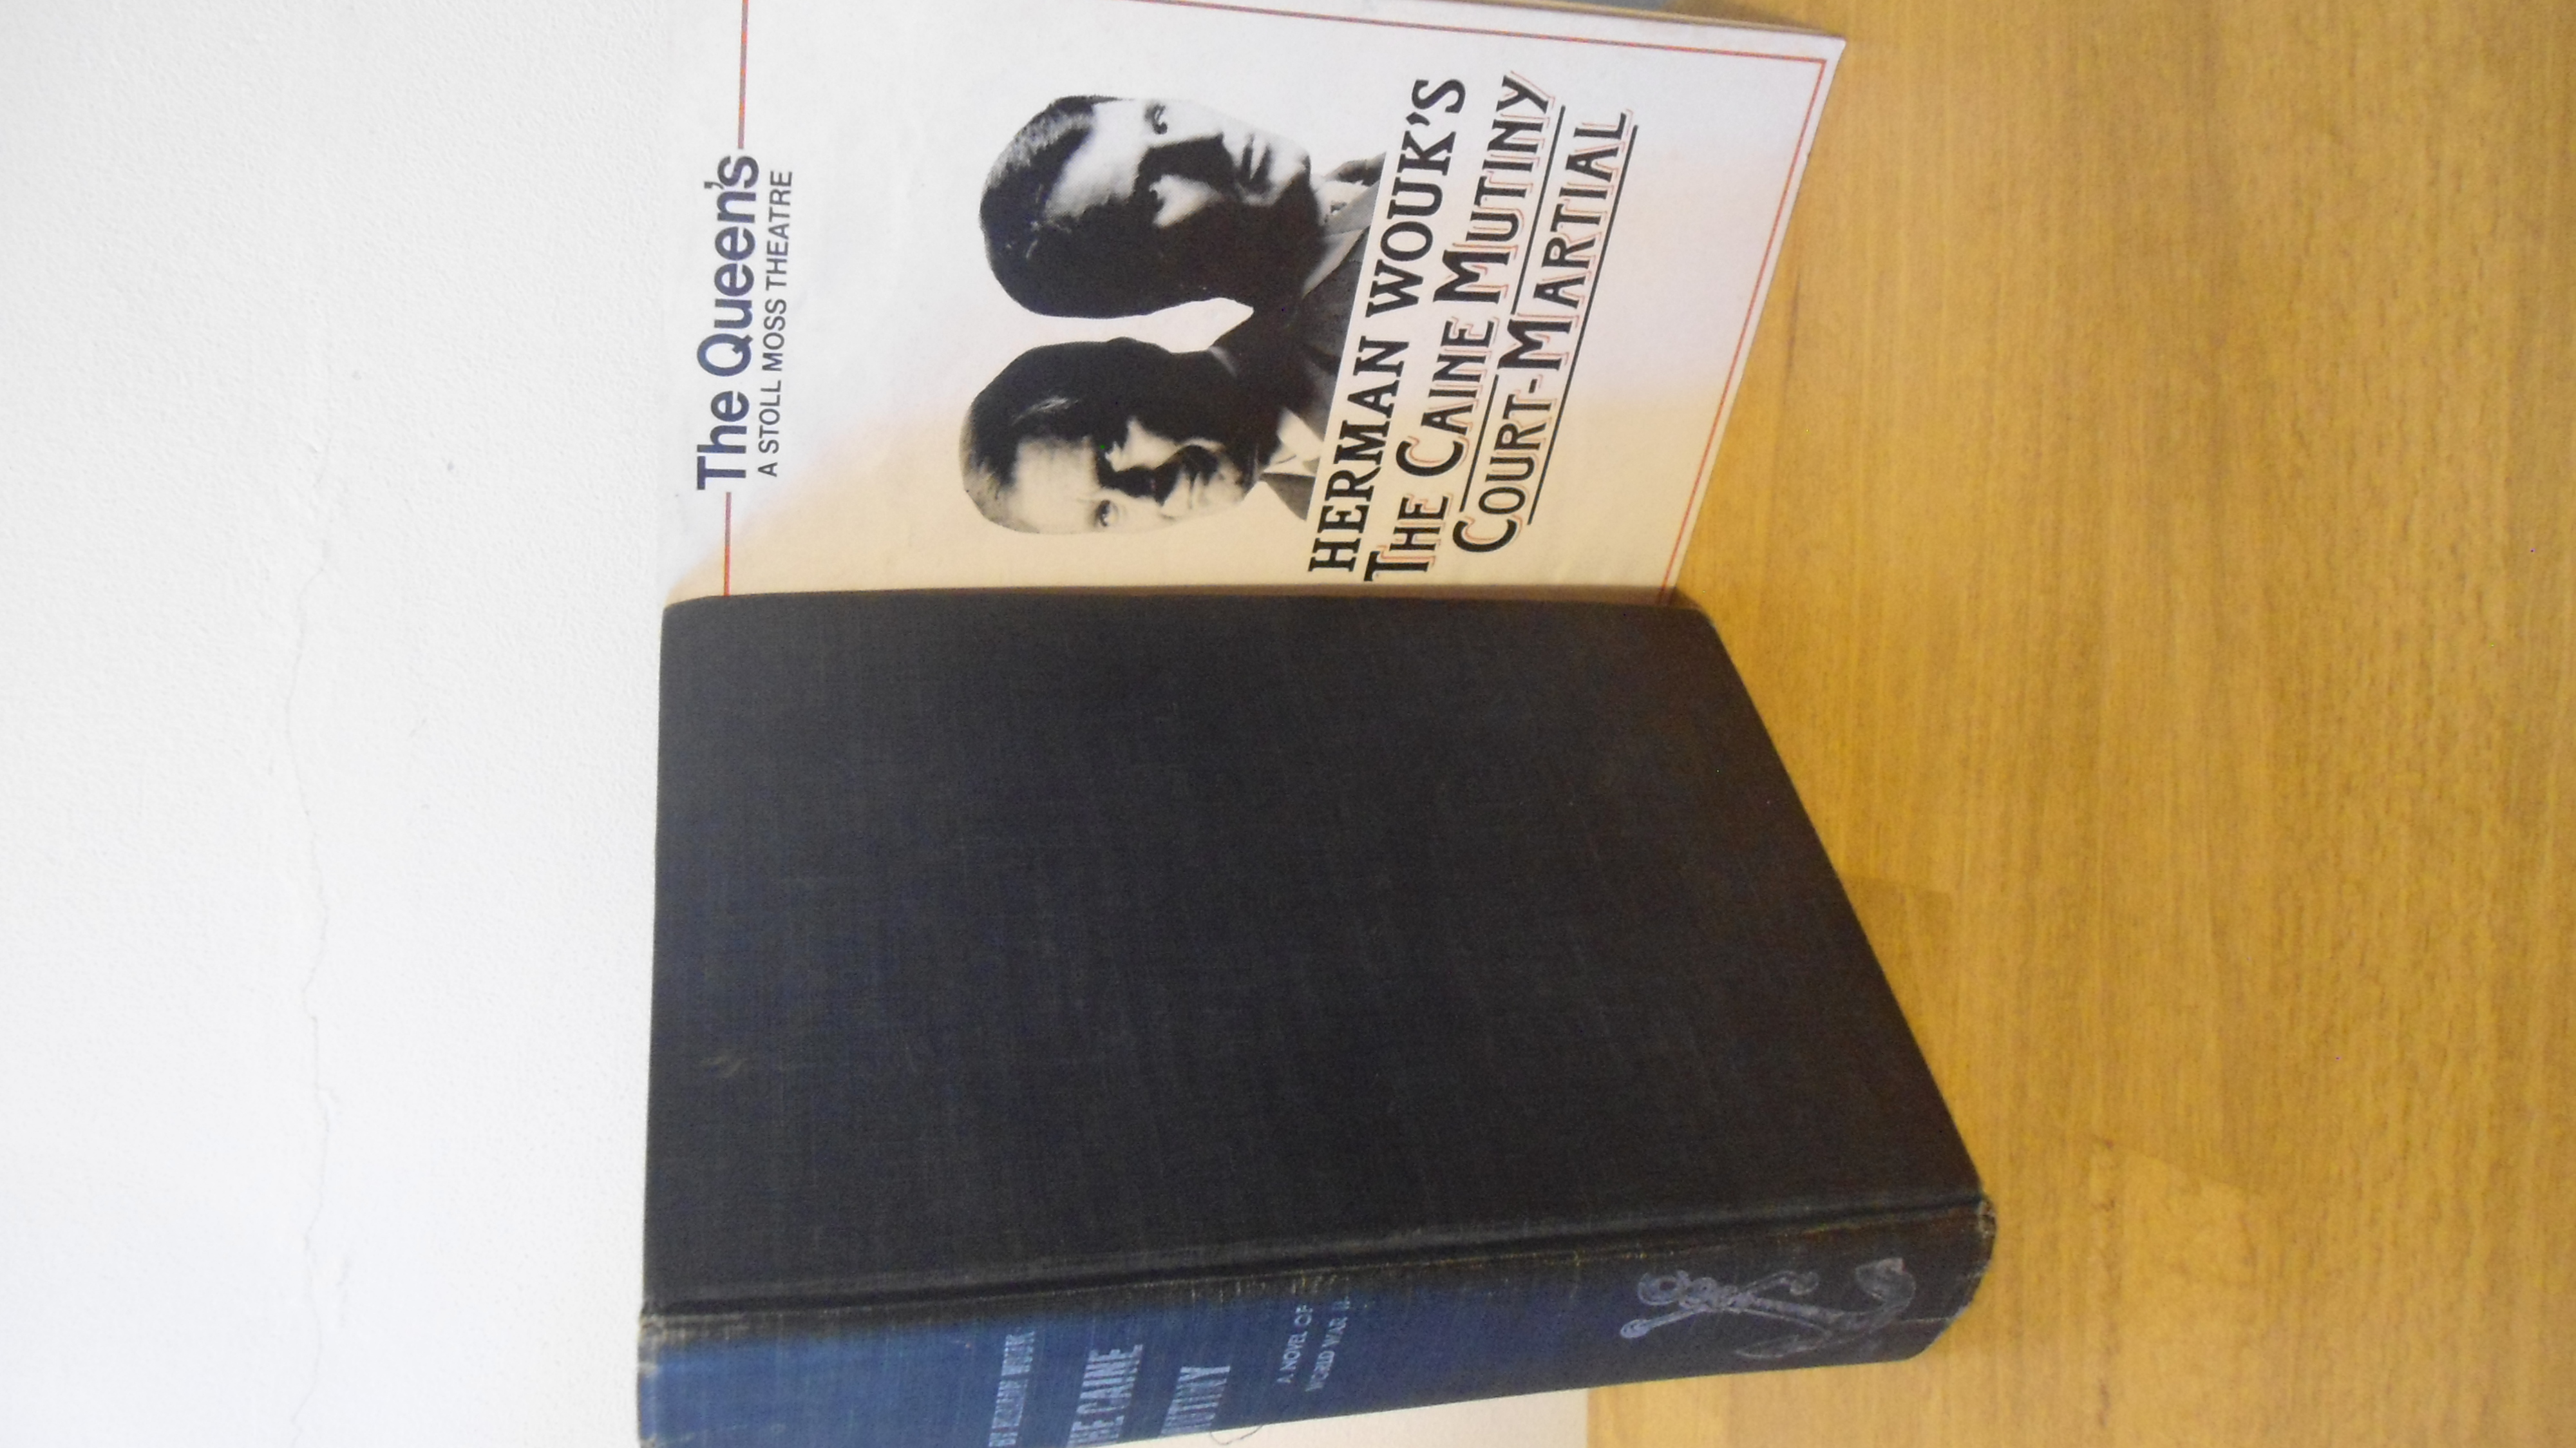 BY HERMAN WOUK
THE CAINE
MUTINY
A NOVEL OF
WORLD WAR II
The Queen's
A STOLL MOSS THEATRE
HERMAN WOUK'S
THE CAINE MUTINY
COURT-MARTIAL